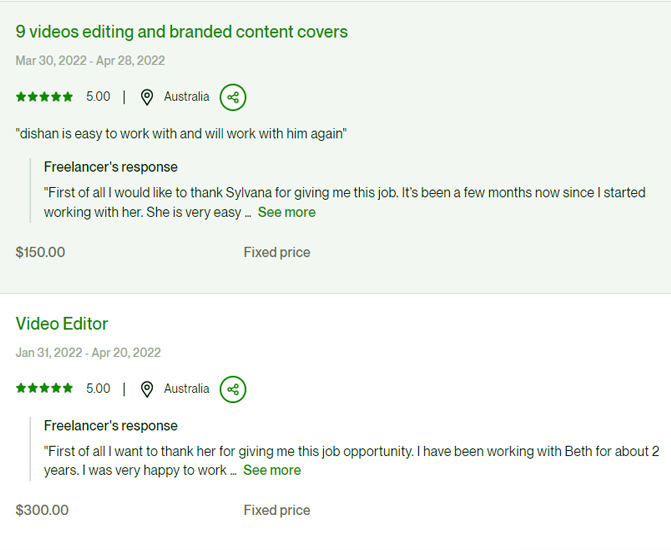 9 videos editing and branded content covers
Mar 30, 2022 - Apr 28, 2022
5.00 | Australia
"dishan is easy to work with and will work with him again"
Freelancer's response
"First of all I would like to thank Sylvana for giving me this job. It's been a few months now since I started
working with her. She is very easy ... See more
$150.00 Fixed price
Video Editor
Jan 31, 2022 - Apr 20, 2022
5.00 | Australia
Freelancer's response
"First of all I want to thank her for giving me this job opportunity. I have been working with Beth for about 2
years. I was very happy to work ... See more
$300.00 Fixed price